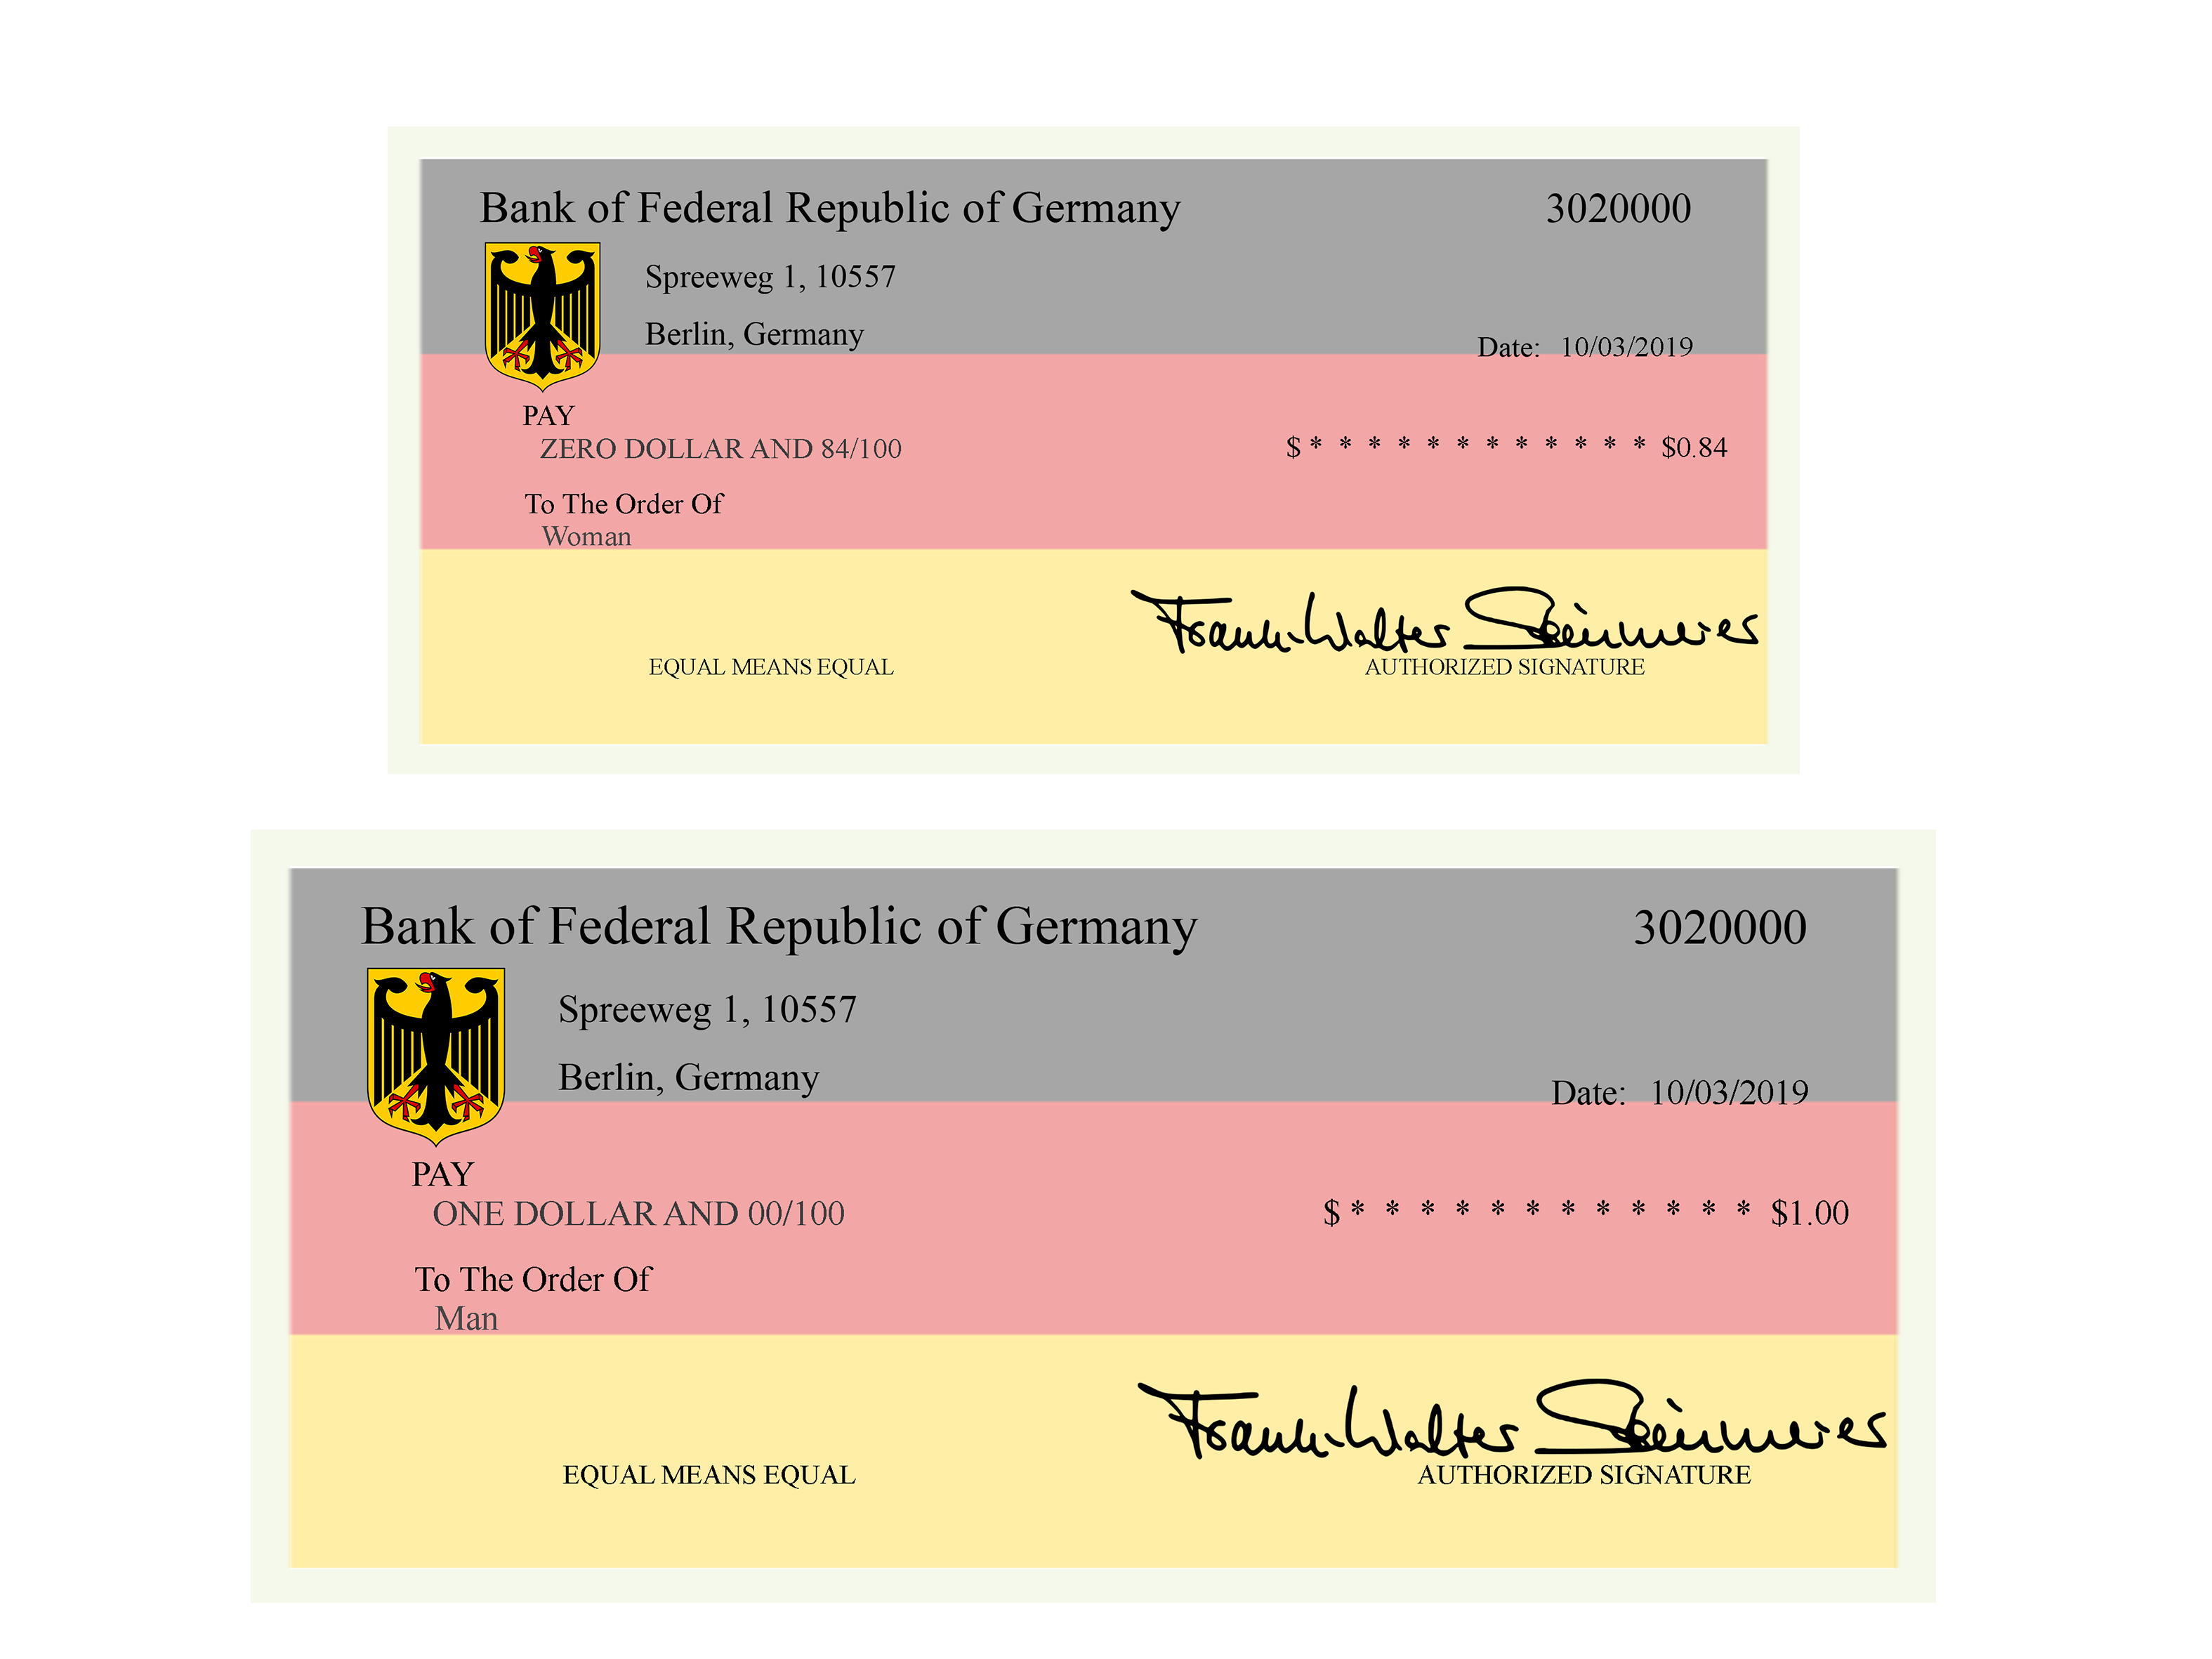 Bank of Federal Republic of Germany 3020000
Spreeweg 1, 10557
Berlin, Germany
Date: 10/03/2019
PAY
ZERO DOLLAR AND 84/100 $ * * * * * * * * * * * * $0.84
To The Order Of
Woman
Frank-Walter Steinmeier
EQUAL MEANS EQUAL AUTHORIZED SIGNATURE
Bank of Federal Republic of Germany 3020000
Spreeweg 1, 10557
Berlin, Germany
Date: 10/03/2019
PAY
ONE DOLLAR AND 00/100 $ * * * * * * * * * * * * $1.00
To The Order Of
Man
Frank-Walter Steinmeier
EQUAL MEANS EQUAL AUTHORIZED SIGNATURE